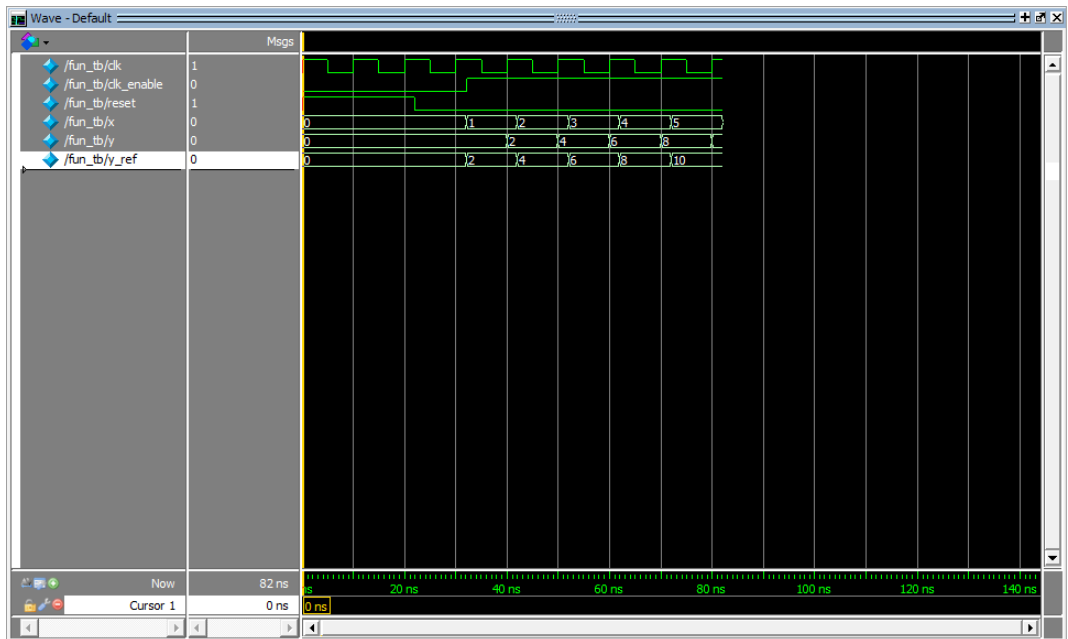 Wave - Default
Msgs
/fun_tb/clk 1
/fun_tb/clk_enable 0
/fun_tb/reset 1
/fun_tb/x 0 0 1 2 3 4 5
/fun_tb/y 0 0 2 4 6 8
/fun_tb/y_ref 0 0 2 4 6 8 10
Now 82 ns ns 20 ns 40 ns 60 ns 80 ns 100 ns 120 ns 140 ns
Cursor 1 0 ns 0 ns